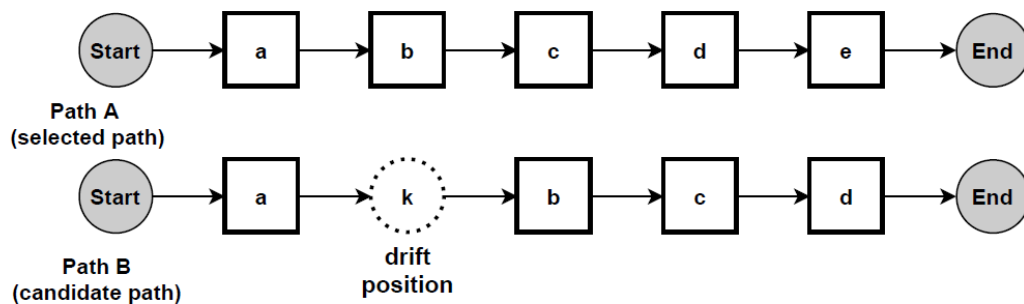 Start a b c d e End
Path A
(selected path)
Start a k b c d End
drift
position
Path B
(candidate path)